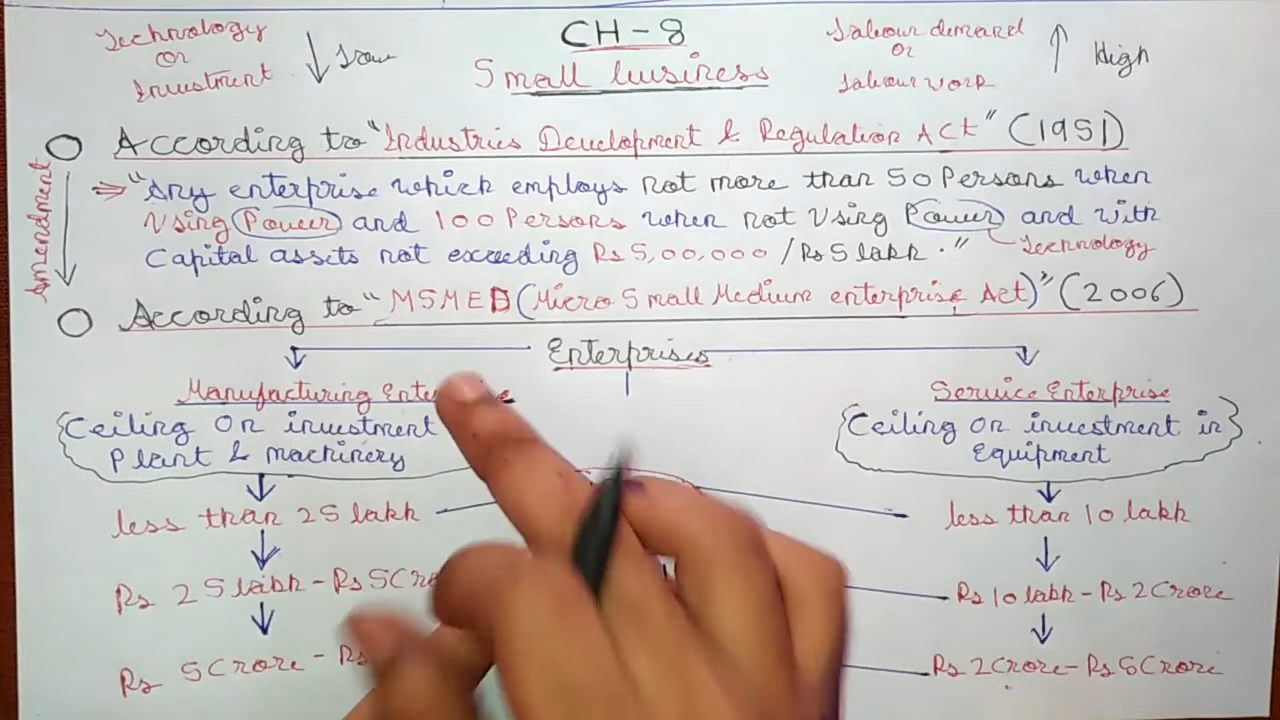 Technology
or
Investment
Low
CH-8
Small business
Labour demand
or
labour work
High
According to "Industries Development & Regulation Act" (1951)
Amendment
"Any enterprise which employs not more than 50 Persons when
Using Power and 100 Persons when not Using Power and with
Capital assets not exceeding Rs 5,00,000 / Rs 5 lakh."
Technology
According to "MSMED (Micro Small Medium enterprise Act)" (2006)
Enterprises
Manufacturing
Service Enterprise
Ceiling on investment
Plant & machinery
Ceiling on investment in
Equipment
less than 25 lakh
less than 10 lakh
Rs 25 lakh - Rs 5
Rs 10 lakh - Rs 2 Crore
Rs 5 Crore - Rs
Rs 2 Crore - Rs 5 Crore